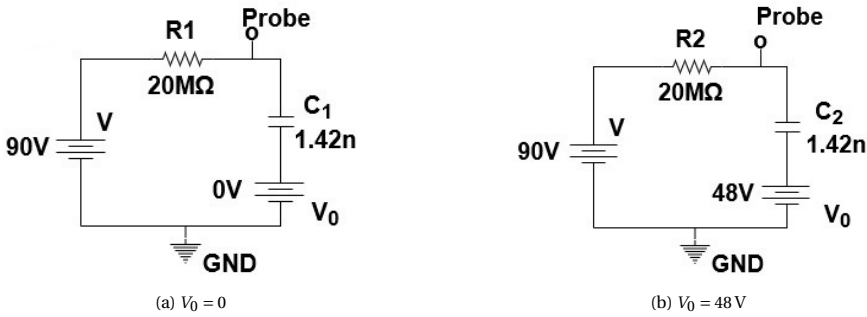 Probe
R1
20MΩ
V
90V
C1
1.42n
0V
V0
GND
(a) V0 = 0
Probe
R2
20MΩ
V
90V
C2
1.42n
48V
V0
GND
(b) V0 = 48 V